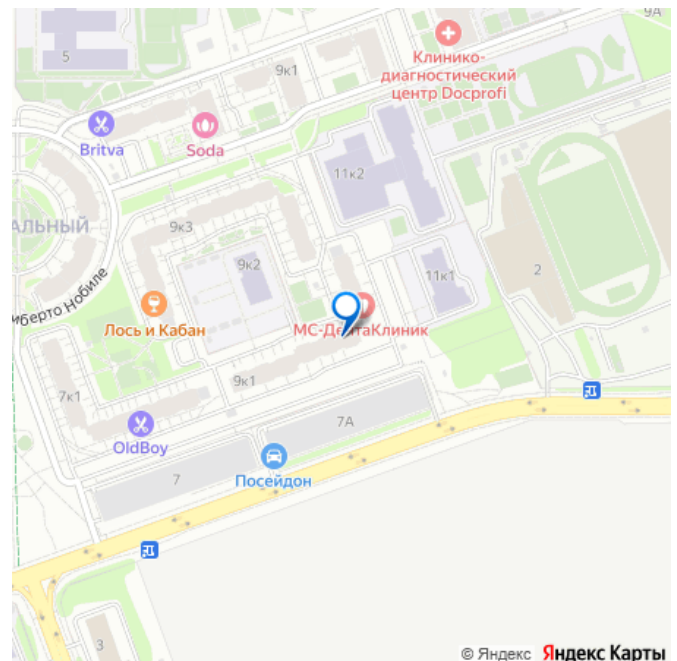 9А
5
9к1
Клинико-
диагностический
центр Docprofi
Britva
Soda
11к2
АЛЬНЫЙ
9к3
9к2
11к1
2
иберто Нобиле
Лось и Кабан
МС-ДентаКлиник
9к1
7к1
7А
OldBoy
7
Посейдон
3
© Яндекс Яндекс Карты